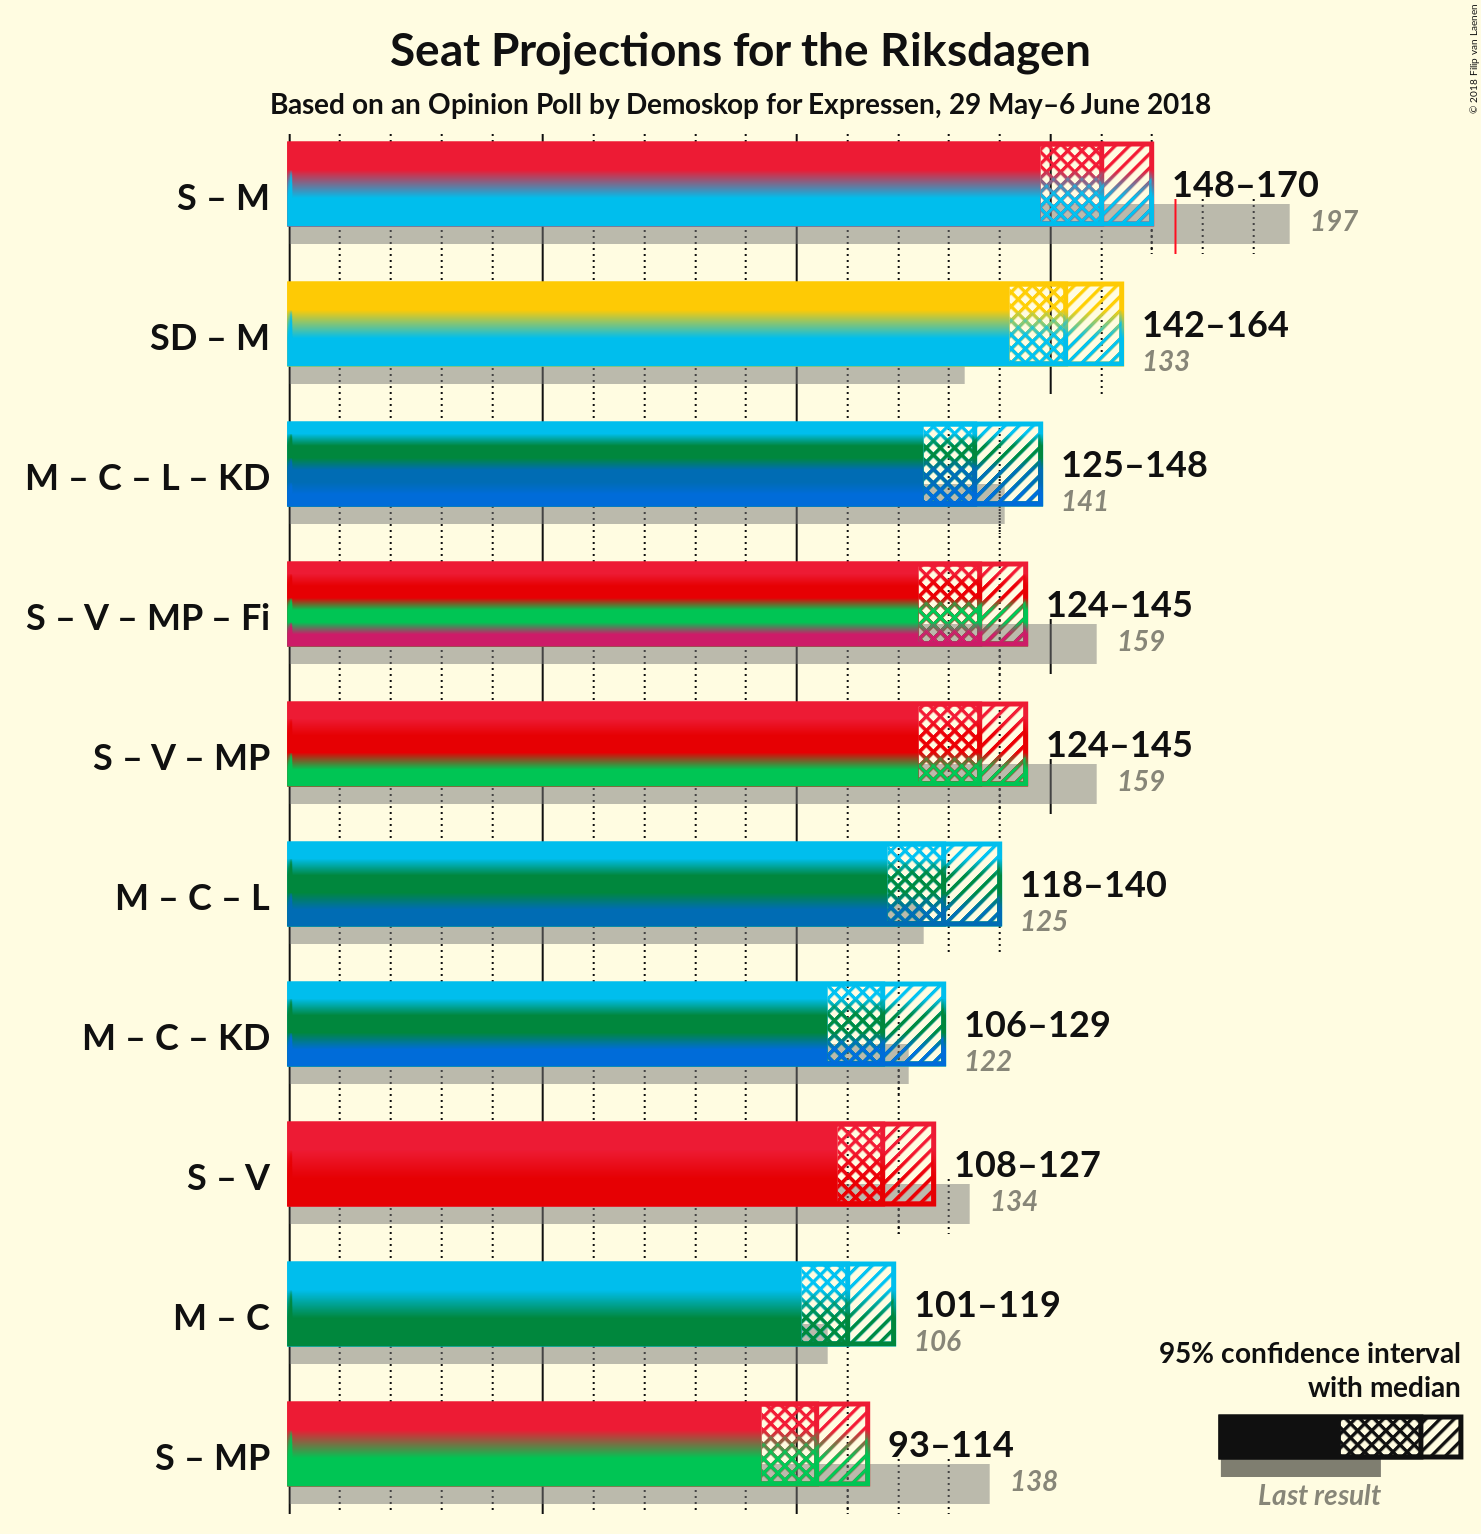 Seat Projections for the Riksdagen
Based on an Opinion Poll by Demoskop for Expressen, 29 May–6 June 2018
© 2018 Filip van Laenen
S – M
148–170
197
SD – M
142–164
133
M – C – L – KD
125–148
141
S – V – MP – Fi
124–145
159
S – V – MP
124–145
159
M – C – L
118–140
125
M – C – KD
106–129
122
S – V
108–127
134
M – C
101–119
106
S – MP
93–114
138
95% confidence interval
with median
Last result